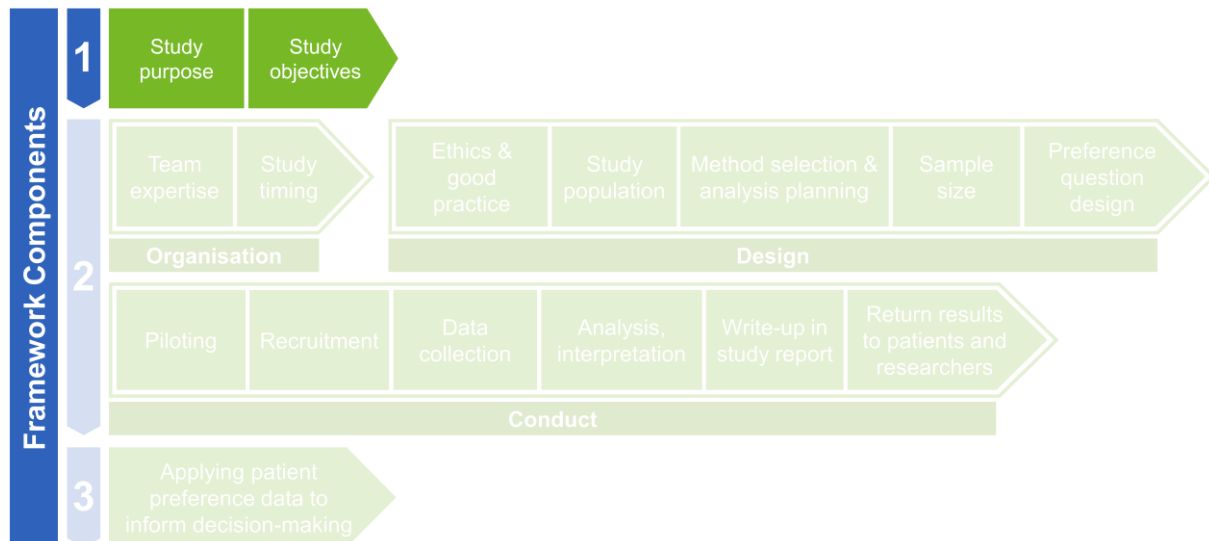 Framework Components
1
Study
purpose
Study
objectives
2
Team
expertise
Study
timing
Organisation
Ethics &
good
practice
Study
population
Method selection &
analysis planning
Sample
size
Preference
question
design
Design
Piloting
Recruitment
Data
collection
Analysis,
interpretation
Write-up in
study report
Return results
to patients and
researchers
Conduct
3
Applying patient
preference data to
inform decision-making